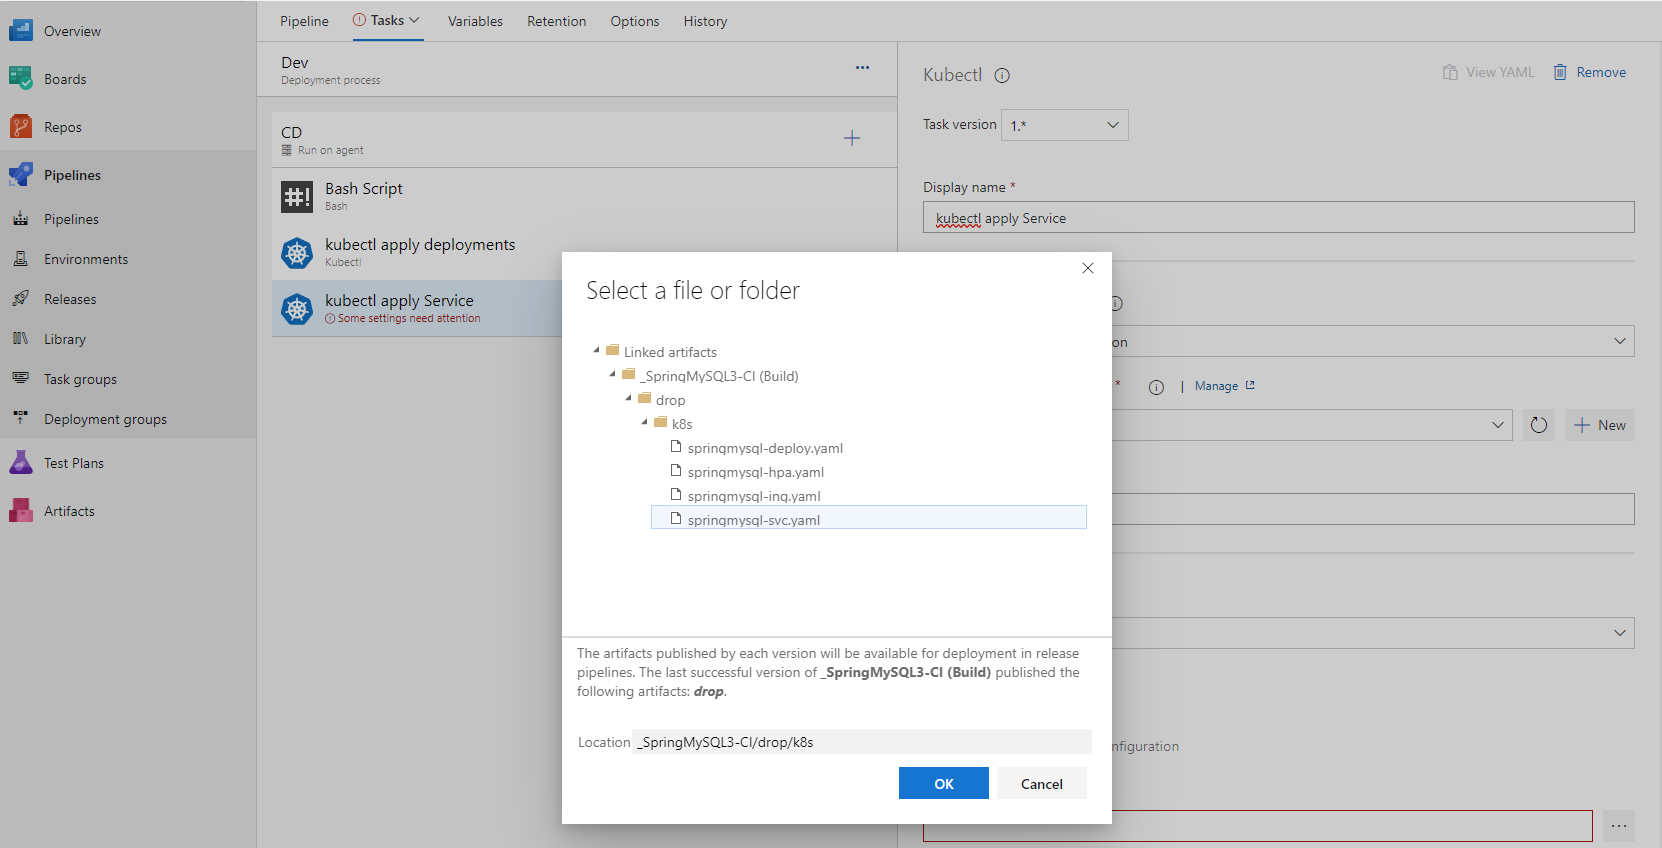 Overview
Boards
Repos
Pipelines
Pipelines
Environments
Releases
Library
Task groups
Deployment groups
Test Plans
Artifacts
Pipeline
Tasks
Variables
Retention
Options
History
Dev
Deployment process
CD
Run on agent
#!
Bash Script
Bash
kubectl apply deployments
Kubectl
kubectl apply Service
Some settings need attention
Kubectl
View YAML
Remove
Task version
1.*
Display name *
kubectl apply Service
on
*
| Manage
New
nfiguration
Select a file or folder
Linked artifacts
_SpringMySQL3-CI (Build)
drop
k8s
springmysql-deploy.yaml
springmysql-hpa.yaml
springmysql-ing.yaml
springmysql-svc.yaml
The artifacts published by each version will be available for deployment in release
pipelines. The last successful version of _SpringMySQL3-CI (Build) published the
following artifacts: drop.
Location _SpringMySQL3-CI/drop/k8s
OK
Cancel